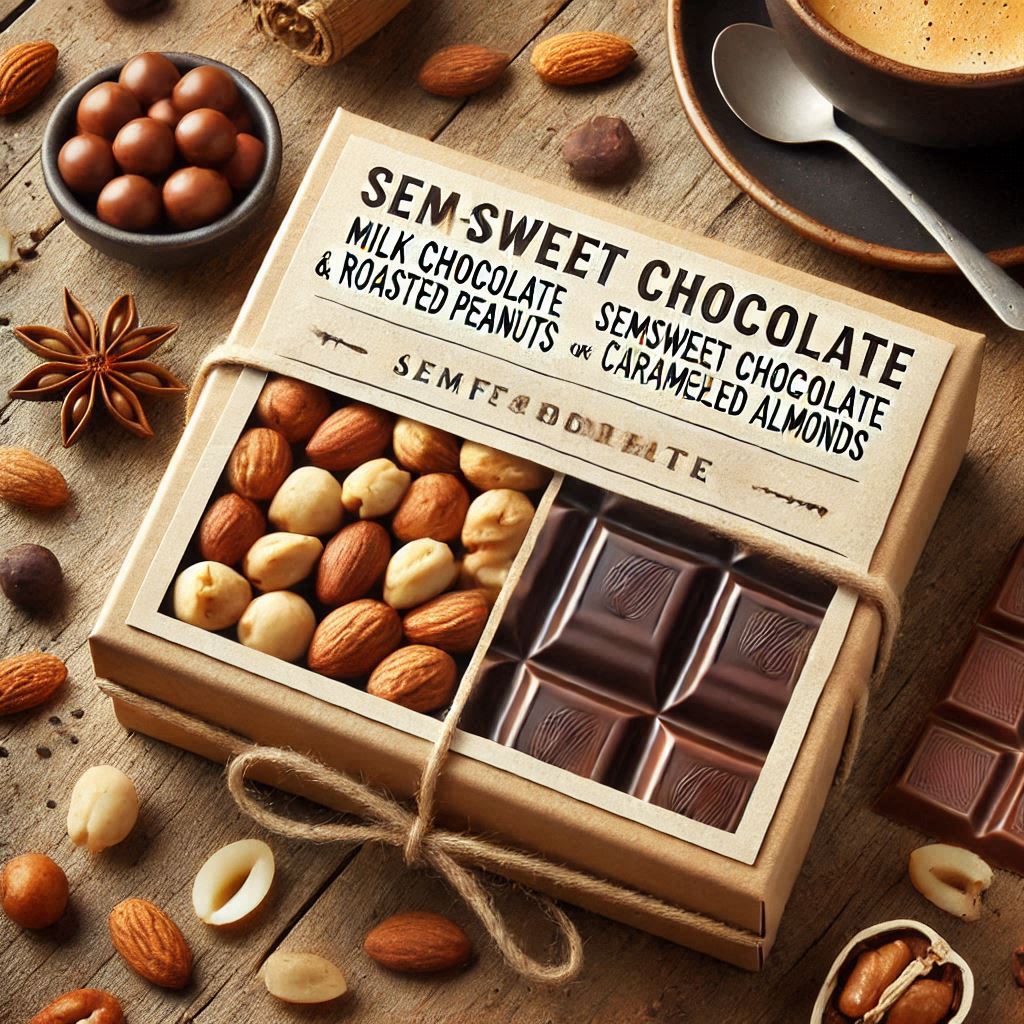 SEM-SWEET CHOCOLATE
MILK CHOCOLATE
& ROASTED PEANUTS
SEMSWEET CHOCOLATE
CARAMELED ALMONDS